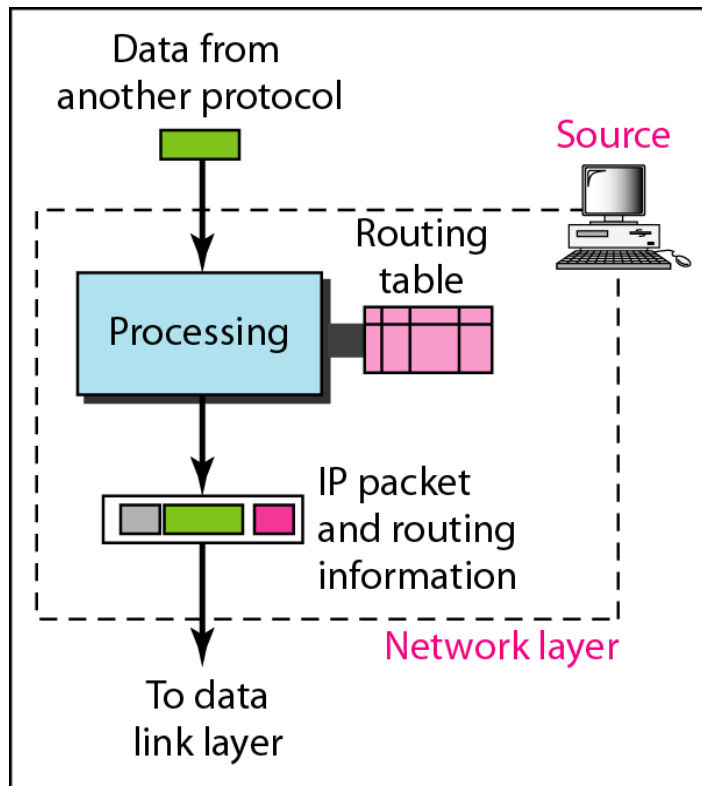 Data from
another protocol
Source
Routing
table
Processing
IP packet
and routing
information
Network layer
To data
link layer